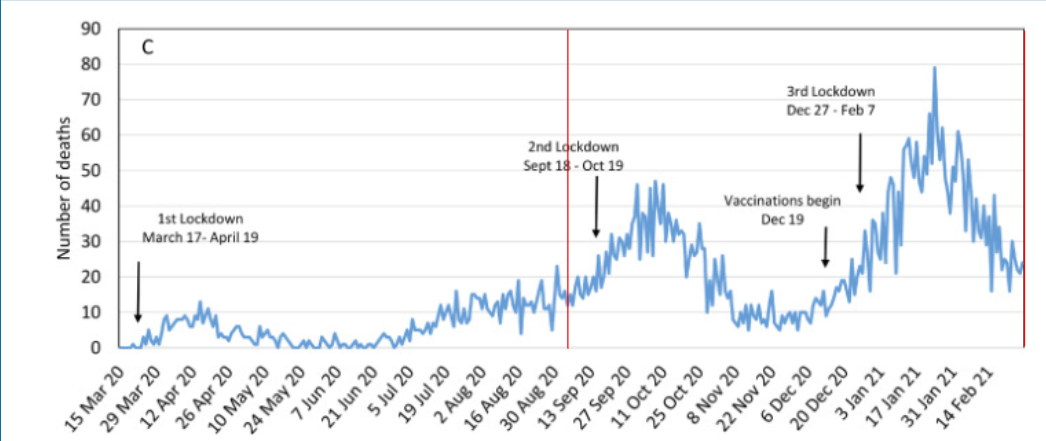 C
90
80
70
60
50
40
30
20
10
0
Number of deaths
1st Lockdown
March 17- April 19
2nd Lockdown
Sept 18 - Oct 19
Vaccinations begin
Dec 19
3rd Lockdown
Dec 27 - Feb 7
15 Mar 20
29 Mar 20
12 Apr 20
26 Apr 20
10 May 20
24 May 20
7 Jun 20
21 Jun 20
5 Jul 20
19 Jul 20
2 Aug 20
16 Aug 20
30 Aug 20
13 Sep 20
27 Sep 20
11 Oct 20
25 Oct 20
8 Nov 20
22 Nov 20
6 Dec 20
20 Dec 20
3 Jan 21
17 Jan 21
31 Jan 21
14 Feb 21